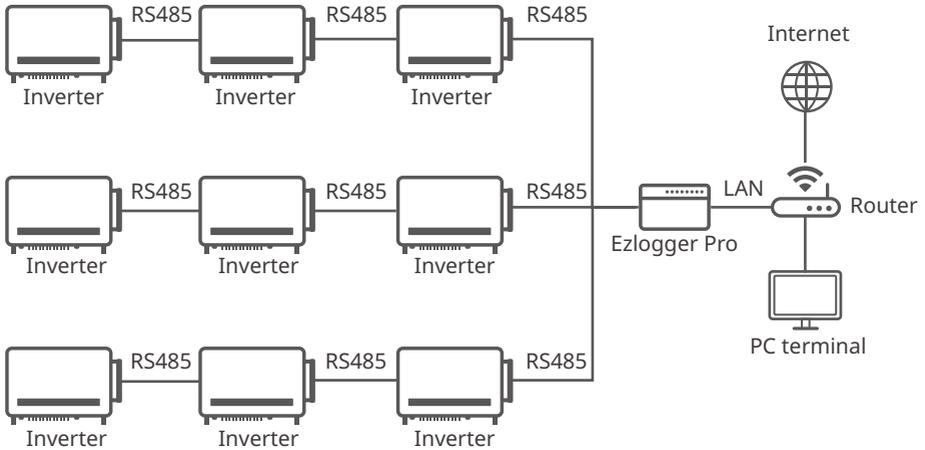 RS485 RS485 RS485
Internet
Inverter Inverter Inverter
RS485 RS485 RS485 LAN
Router
Ezlogger Pro
Inverter Inverter Inverter
PC terminal
RS485 RS485 RS485
Inverter Inverter Inverter